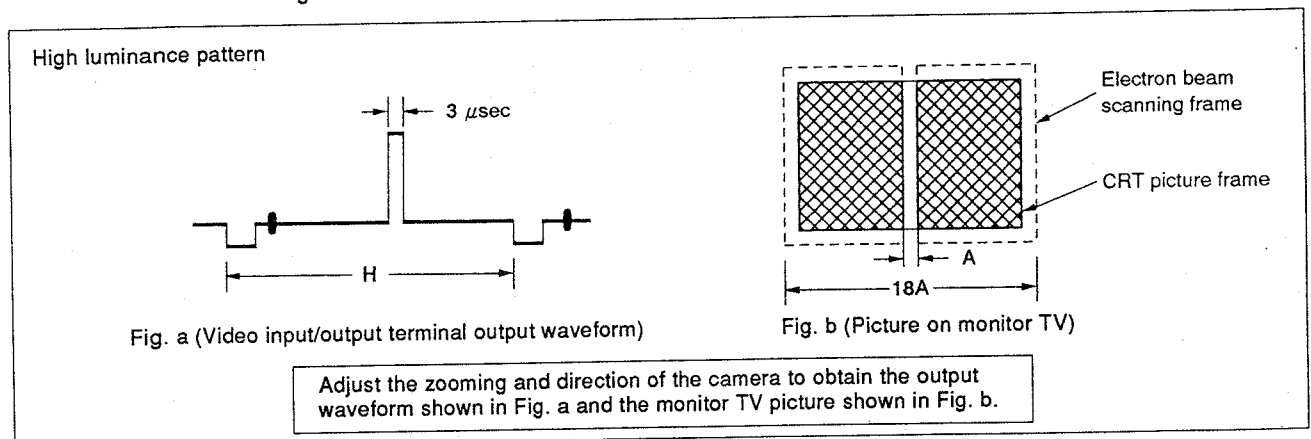 High luminance pattern
3 μsec
H
Fig. a (Video input/output terminal output waveform)
Electron beam
scanning frame
CRT picture frame
A
18A
Fig. b (Picture on monitor TV)
Adjust the zooming and direction of the camera to obtain the output
waveform shown in Fig. a and the monitor TV picture shown in Fig. b.